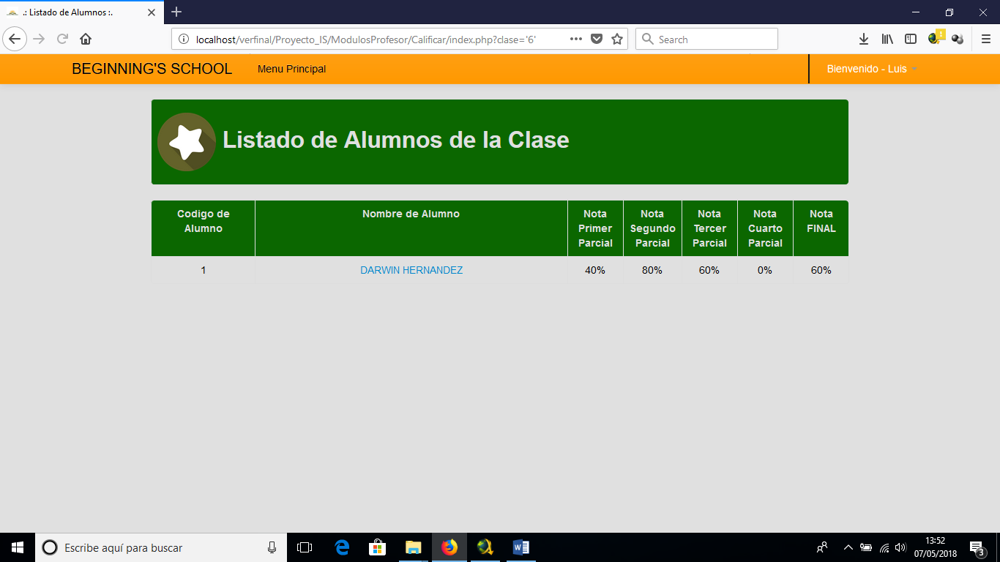 .: Listado de Alumnos :.
localhost/verfinal/Proyecto_IS/ModulosProfesor/Calificar/index.php?clase='6'
Search
BEGINNING'S SCHOOL
Menu Principal
Bienvenido - Luis
Listado de Alumnos de la Clase
Codigo de
Alumno
Nombre de Alumno
Nota
Primer
Parcial
Nota
Segundo
Parcial
Nota
Tercer
Parcial
Nota
Cuarto
Parcial
Nota
FINAL
1
DARWIN HERNANDEZ
40%
80%
60%
0%
60%
Escribe aquí para buscar
13:52
07/05/2018
3